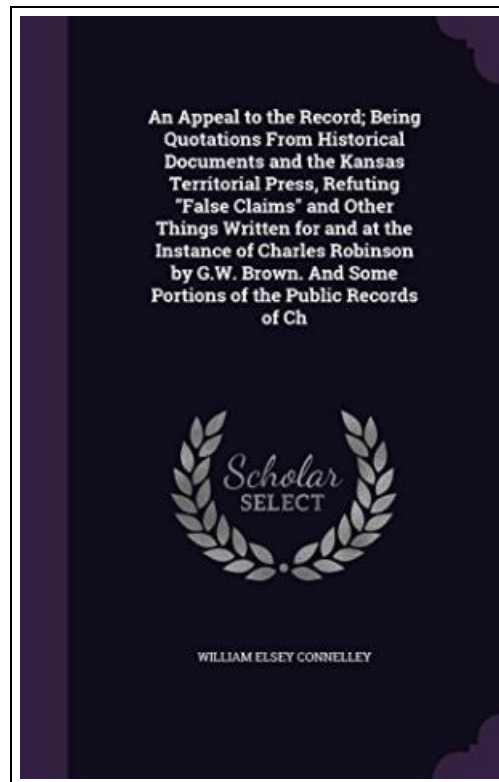 An Appeal to the Record; Being
Quotations From Historical
Documents and the Kansas
Territorial Press, Refuting
"False Claims" and Other
Things Written for and at the
Instance of Charles Robinson
by G.W. Brown. And Some
Portions of the Public Records
of Ch
Scholar
SELECT
WILLIAM ELSEY CONNELLEY